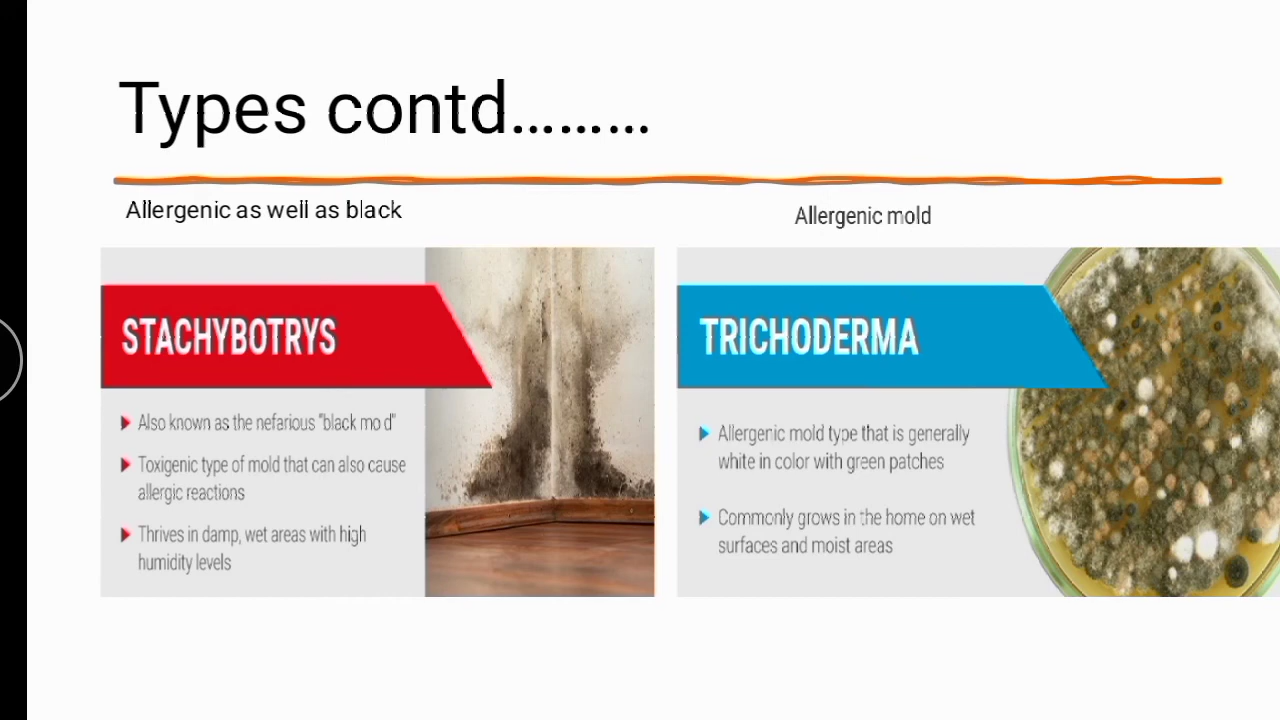 Types contd………
Allergenic as well as black
Allergenic mold
STACHYBOTRYS
Also known as the nefarious "black mo d"
Toxigenic type of mold that can also cause
allergic reactions
Thrives in damp, wet areas with high
humidity levels
TRICHODERMA
Allergenic mold type that is generally
white in color with green patches
Commonly grows in the home on wet
surfaces and moist areas